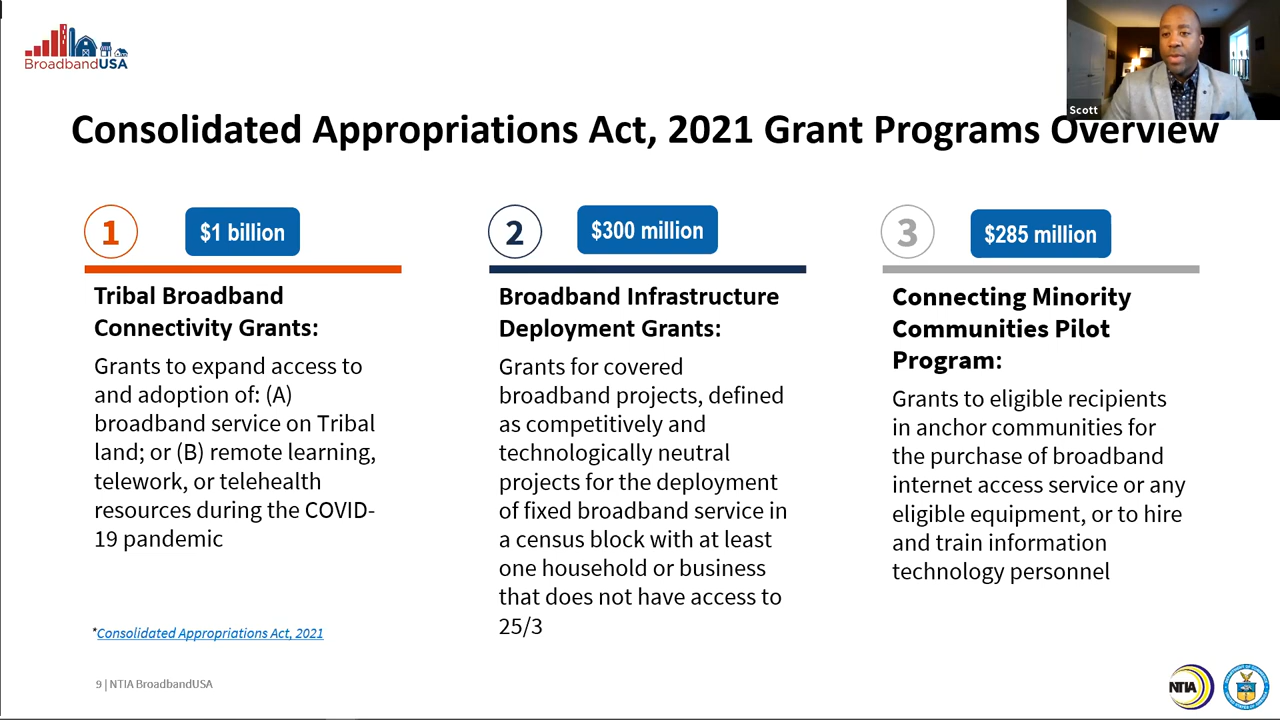 BroadbandUSA
Scott
Consolidated Appropriations Act, 2021 Grant Programs Overview
1
$1 billion
Tribal Broadband
Connectivity Grants:
Grants to expand access to
and adoption of: (A)
broadband service on Tribal
land; or (B) remote learning,
telework, or telehealth
resources during the COVID-
19 pandemic
2
$300 million
Broadband Infrastructure
Deployment Grants:
Grants for covered
broadband projects, defined
as competitively and
technologically neutral
projects for the deployment
of fixed broadband service in
a census block with at least
one household or business
that does not have access to
25/3
3
$285 million
Connecting Minority
Communities Pilot
Program:
Grants to eligible recipients
in anchor communities for
the purchase of broadband
internet access service or any
eligible equipment, or to hire
and train information
technology personnel
*Consolidated Appropriations Act, 2021
9 | NTIA BroadbandUSA
NTIA